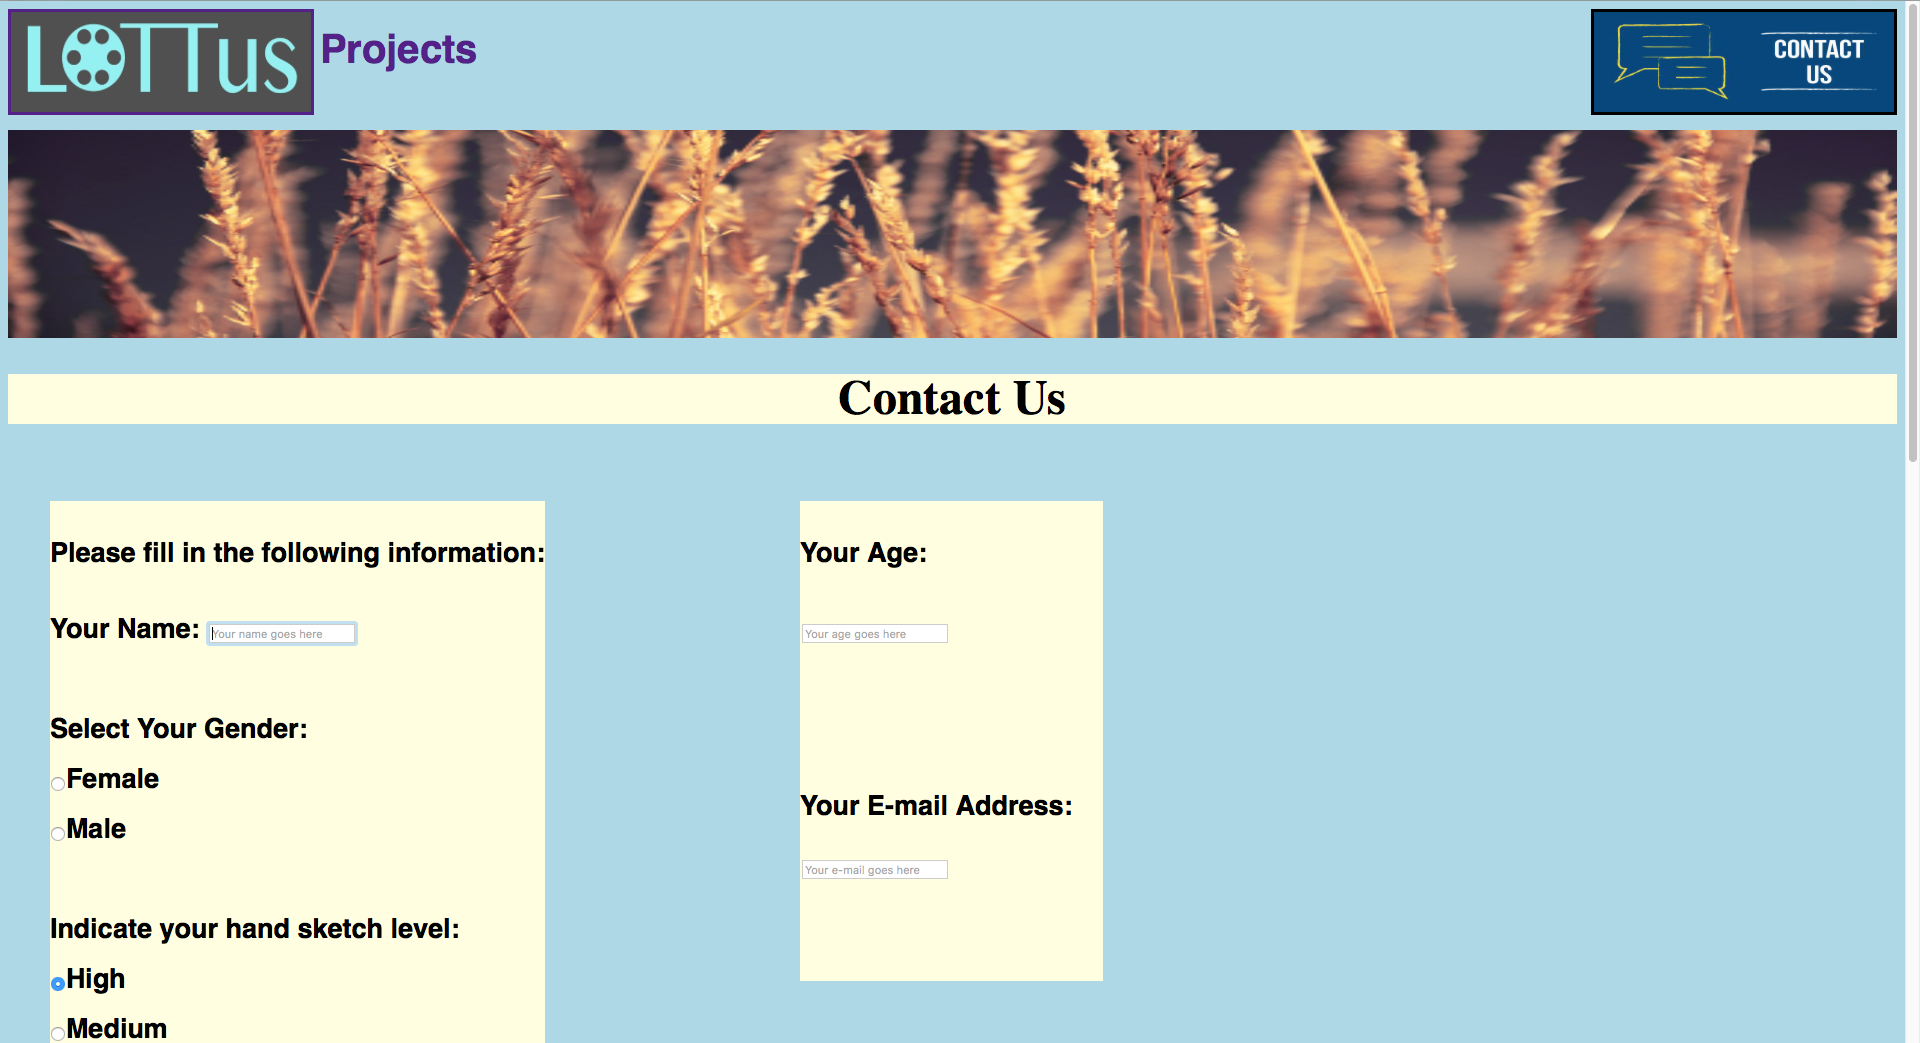 LOTTus
Projects
CONTACT
US
Contact Us
Please fill in the following information:
Your Name: Your name goes here
Select Your Gender:
Female
Male
Indicate your hand sketch level:
High
Medium
Your Age:
Your age goes here
Your E-mail Address:
Your e-mail goes here